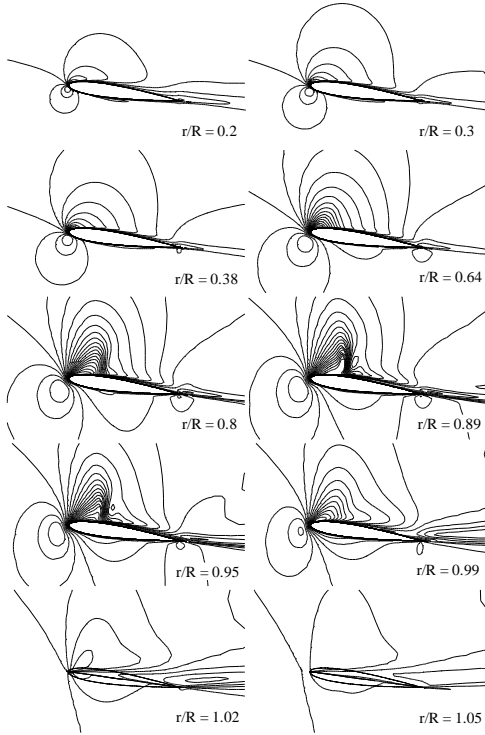 r/R = 0.2
r/R = 0.3
r/R = 0.38
r/R = 0.64
r/R = 0.8
r/R = 0.89
r/R = 0.95
r/R = 0.99
r/R = 1.02
r/R = 1.05